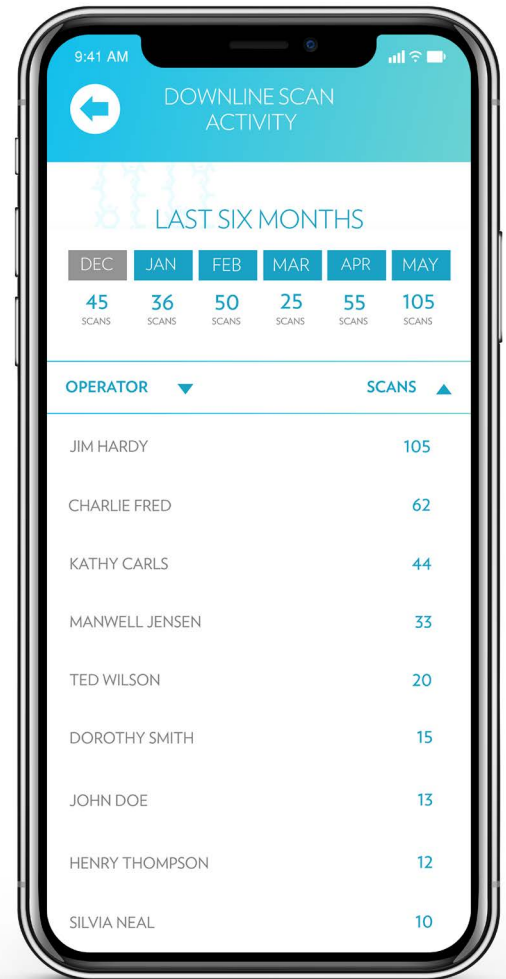 9:41 AM
DOWNLINE SCAN
ACTIVITY
LAST SIX MONTHS
DEC JAN FEB MAR APR MAY
45 36 50 25 55 105
SCANS SCANS SCANS SCANS SCANS SCANS
OPERATOR SCANS
JIM HARDY 105
CHARLIE FRED 62
KATHY CARLS 44
MANWELL JENSEN 33
TED WILSON 20
DOROTHY SMITH 15
JOHN DOE 13
HENRY THOMPSON 12
SILVIA NEAL 10